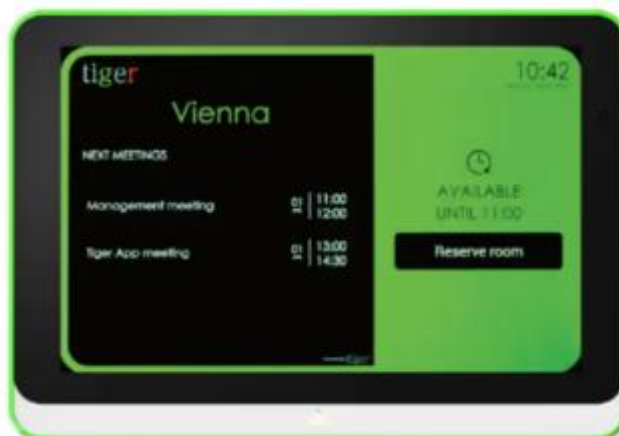 tiger
10:42
Vienna
NEXT MEETINGS
Management meeting
11:00
12:00
Tiger App meeting
13:00
14:30
AVAILABLE
UNTIL 11:00
Reserve room
tiger